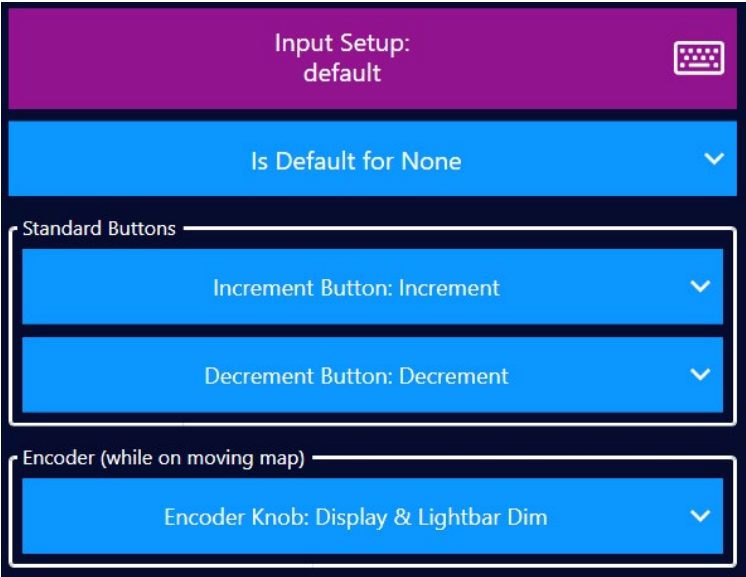 Input Setup:
default
Is Default for None
Standard Buttons
Increment Button: Increment
Decrement Button: Decrement
Encoder (while on moving map)
Encoder Knob: Display & Lightbar Dim